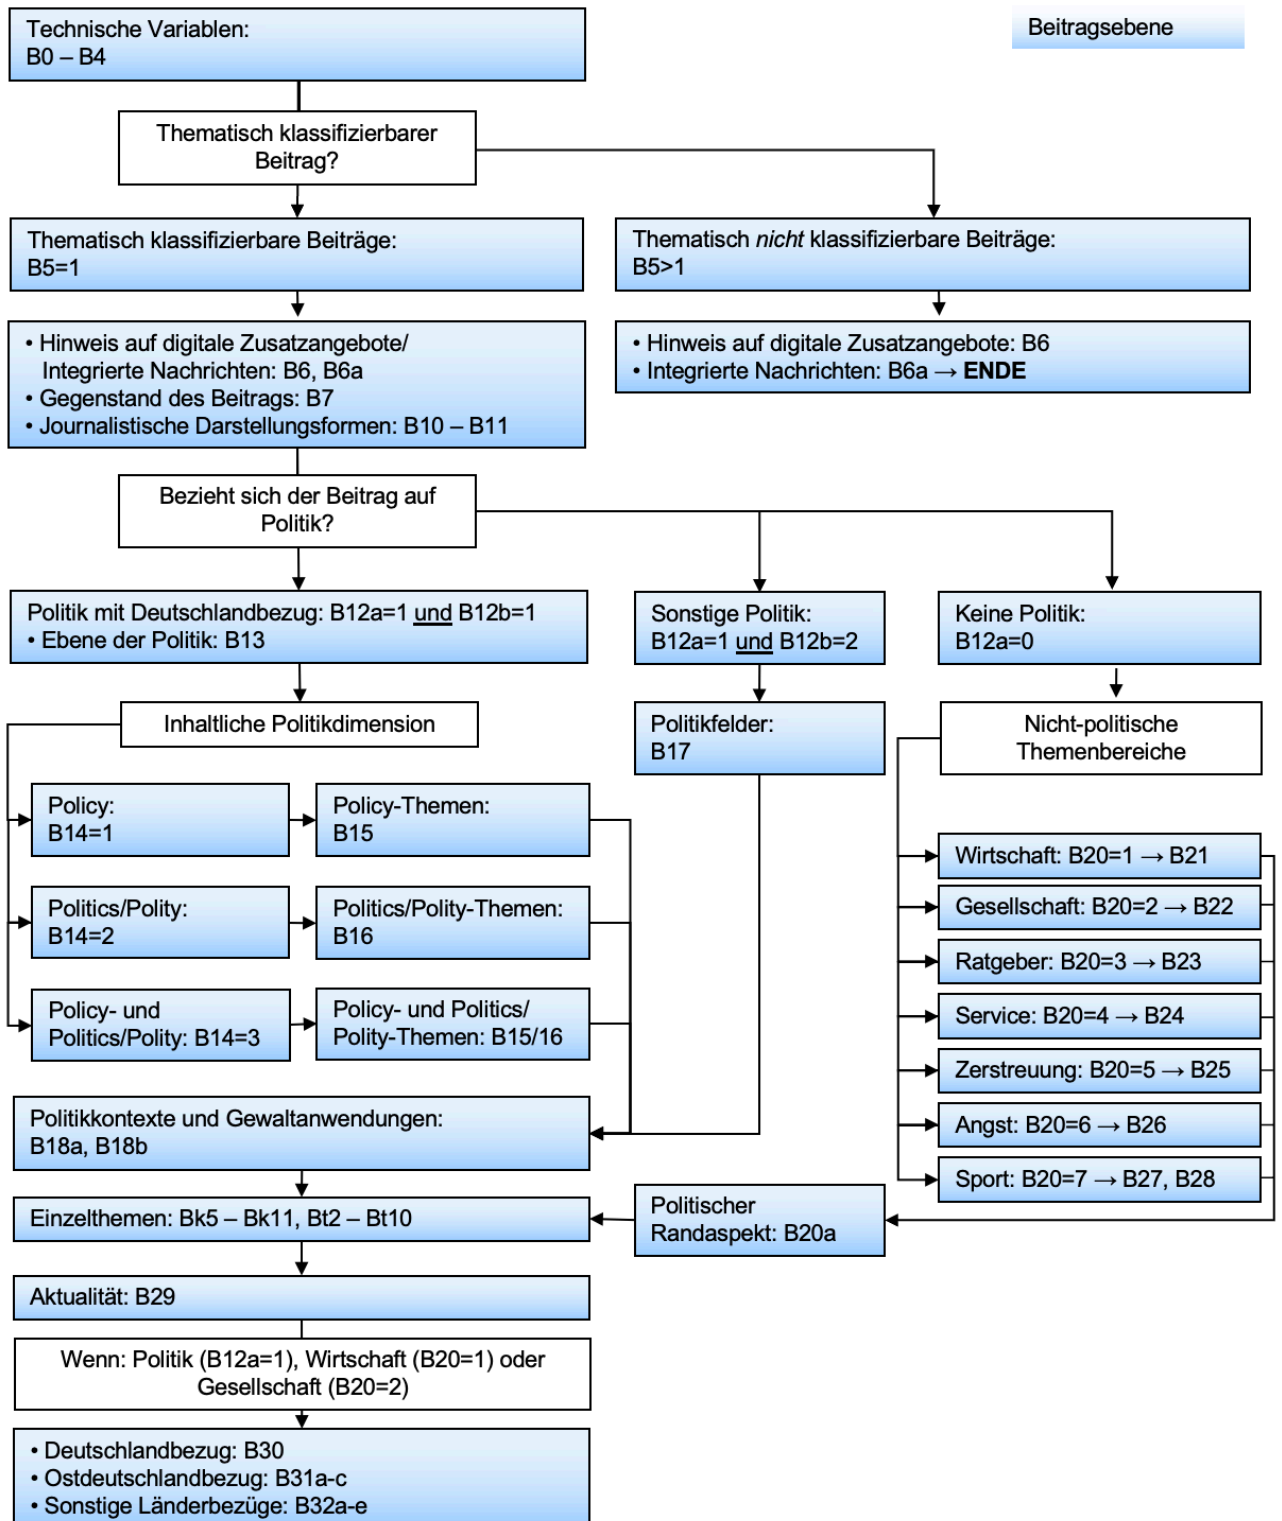 Technische Variablen:
B0 – B4
Beitragsebene
Thematisch klassifizierbarer
Beitrag?
Thematisch klassifizierbare Beiträge:
B5=1
Thematisch nicht klassifizierbare Beiträge:
B5>1
• Hinweis auf digitale Zusatzangebote/
Integrierte Nachrichten: B6, B6a
• Gegenstand des Beitrags: B7
• Journalistische Darstellungsformen: B10 – B11
• Hinweis auf digitale Zusatzangebote: B6
• Integrierte Nachrichten: B6a → ENDE
Bezieht sich der Beitrag auf
Politik?
Politik mit Deutschlandbezug: B12a=1 und B12b=1
• Ebene der Politik: B13
Sonstige Politik:
B12a=1 und B12b=2
Keine Politik:
B12a=0
Inhaltliche Politikdimension
Politikfelder:
B17
Nicht-politische
Themenbereiche
Policy:
B14=1
Policy-Themen:
B15
Politics/Polity:
B14=2
Politics/Polity-Themen:
B16
Policy- und
Politics/Polity: B14=3
Policy- und Politics/
Polity-Themen: B15/16
Wirtschaft: B20=1 → B21
Gesellschaft: B20=2 → B22
Ratgeber: B20=3 → B23
Service: B20=4 → B24
Zerstreuung: B20=5 → B25
Angst: B20=6 → B26
Sport: B20=7 → B27, B28
Politikkontexte und Gewaltanwendungen:
B18a, B18b
Einzelthemen: Bk5 – Bk11, Bt2 – Bt10
Politischer
Randaspekt: B20a
Aktualität: B29
Wenn: Politik (B12a=1), Wirtschaft (B20=1) oder
Gesellschaft (B20=2)
• Deutschlandbezug: B30
• Ostdeutschlandbezug: B31a-c
• Sonstige Länderbezüge: B32a-e